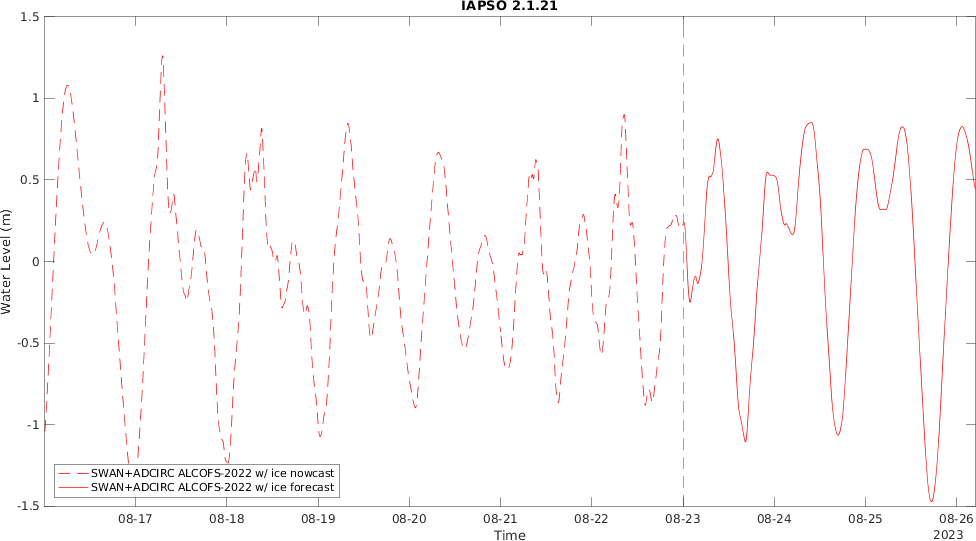 IAPSO 2.1.21
1.5
1
0.5
0
-0.5
-1
-1.5
Water Level (m)
SWAN+ADCIRC ALCOFS-2022 w/ ice nowcast
SWAN+ADCIRC ALCOFS-2022 w/ ice forecast
08-17 08-18 08-19 08-20 08-21 08-22 08-23 08-24 08-25 08-26
Time
2023